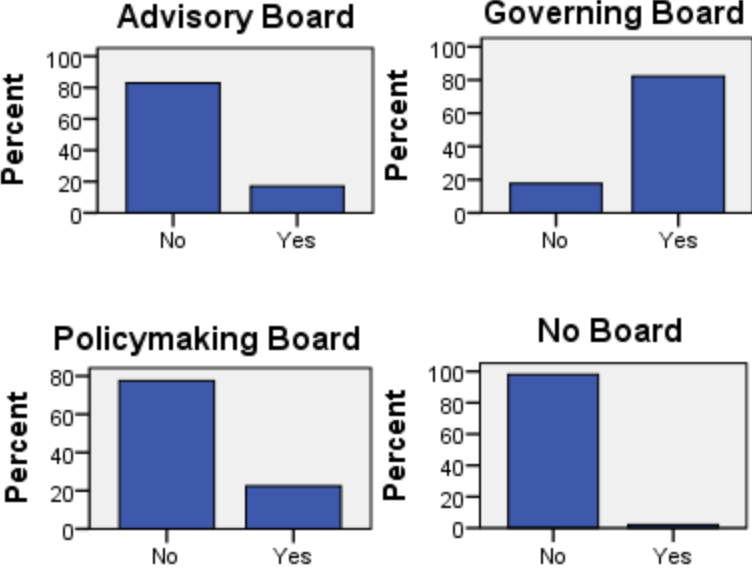 Advisory Board
Percent
100
80
60
40
20
0
No Yes
Governing Board
Percent
100
80
60
40
20
0
No Yes
Policymaking Board
Percent
80
60
40
20
0
No Yes
No Board
Percent
100
80
60
40
20
0
No Yes